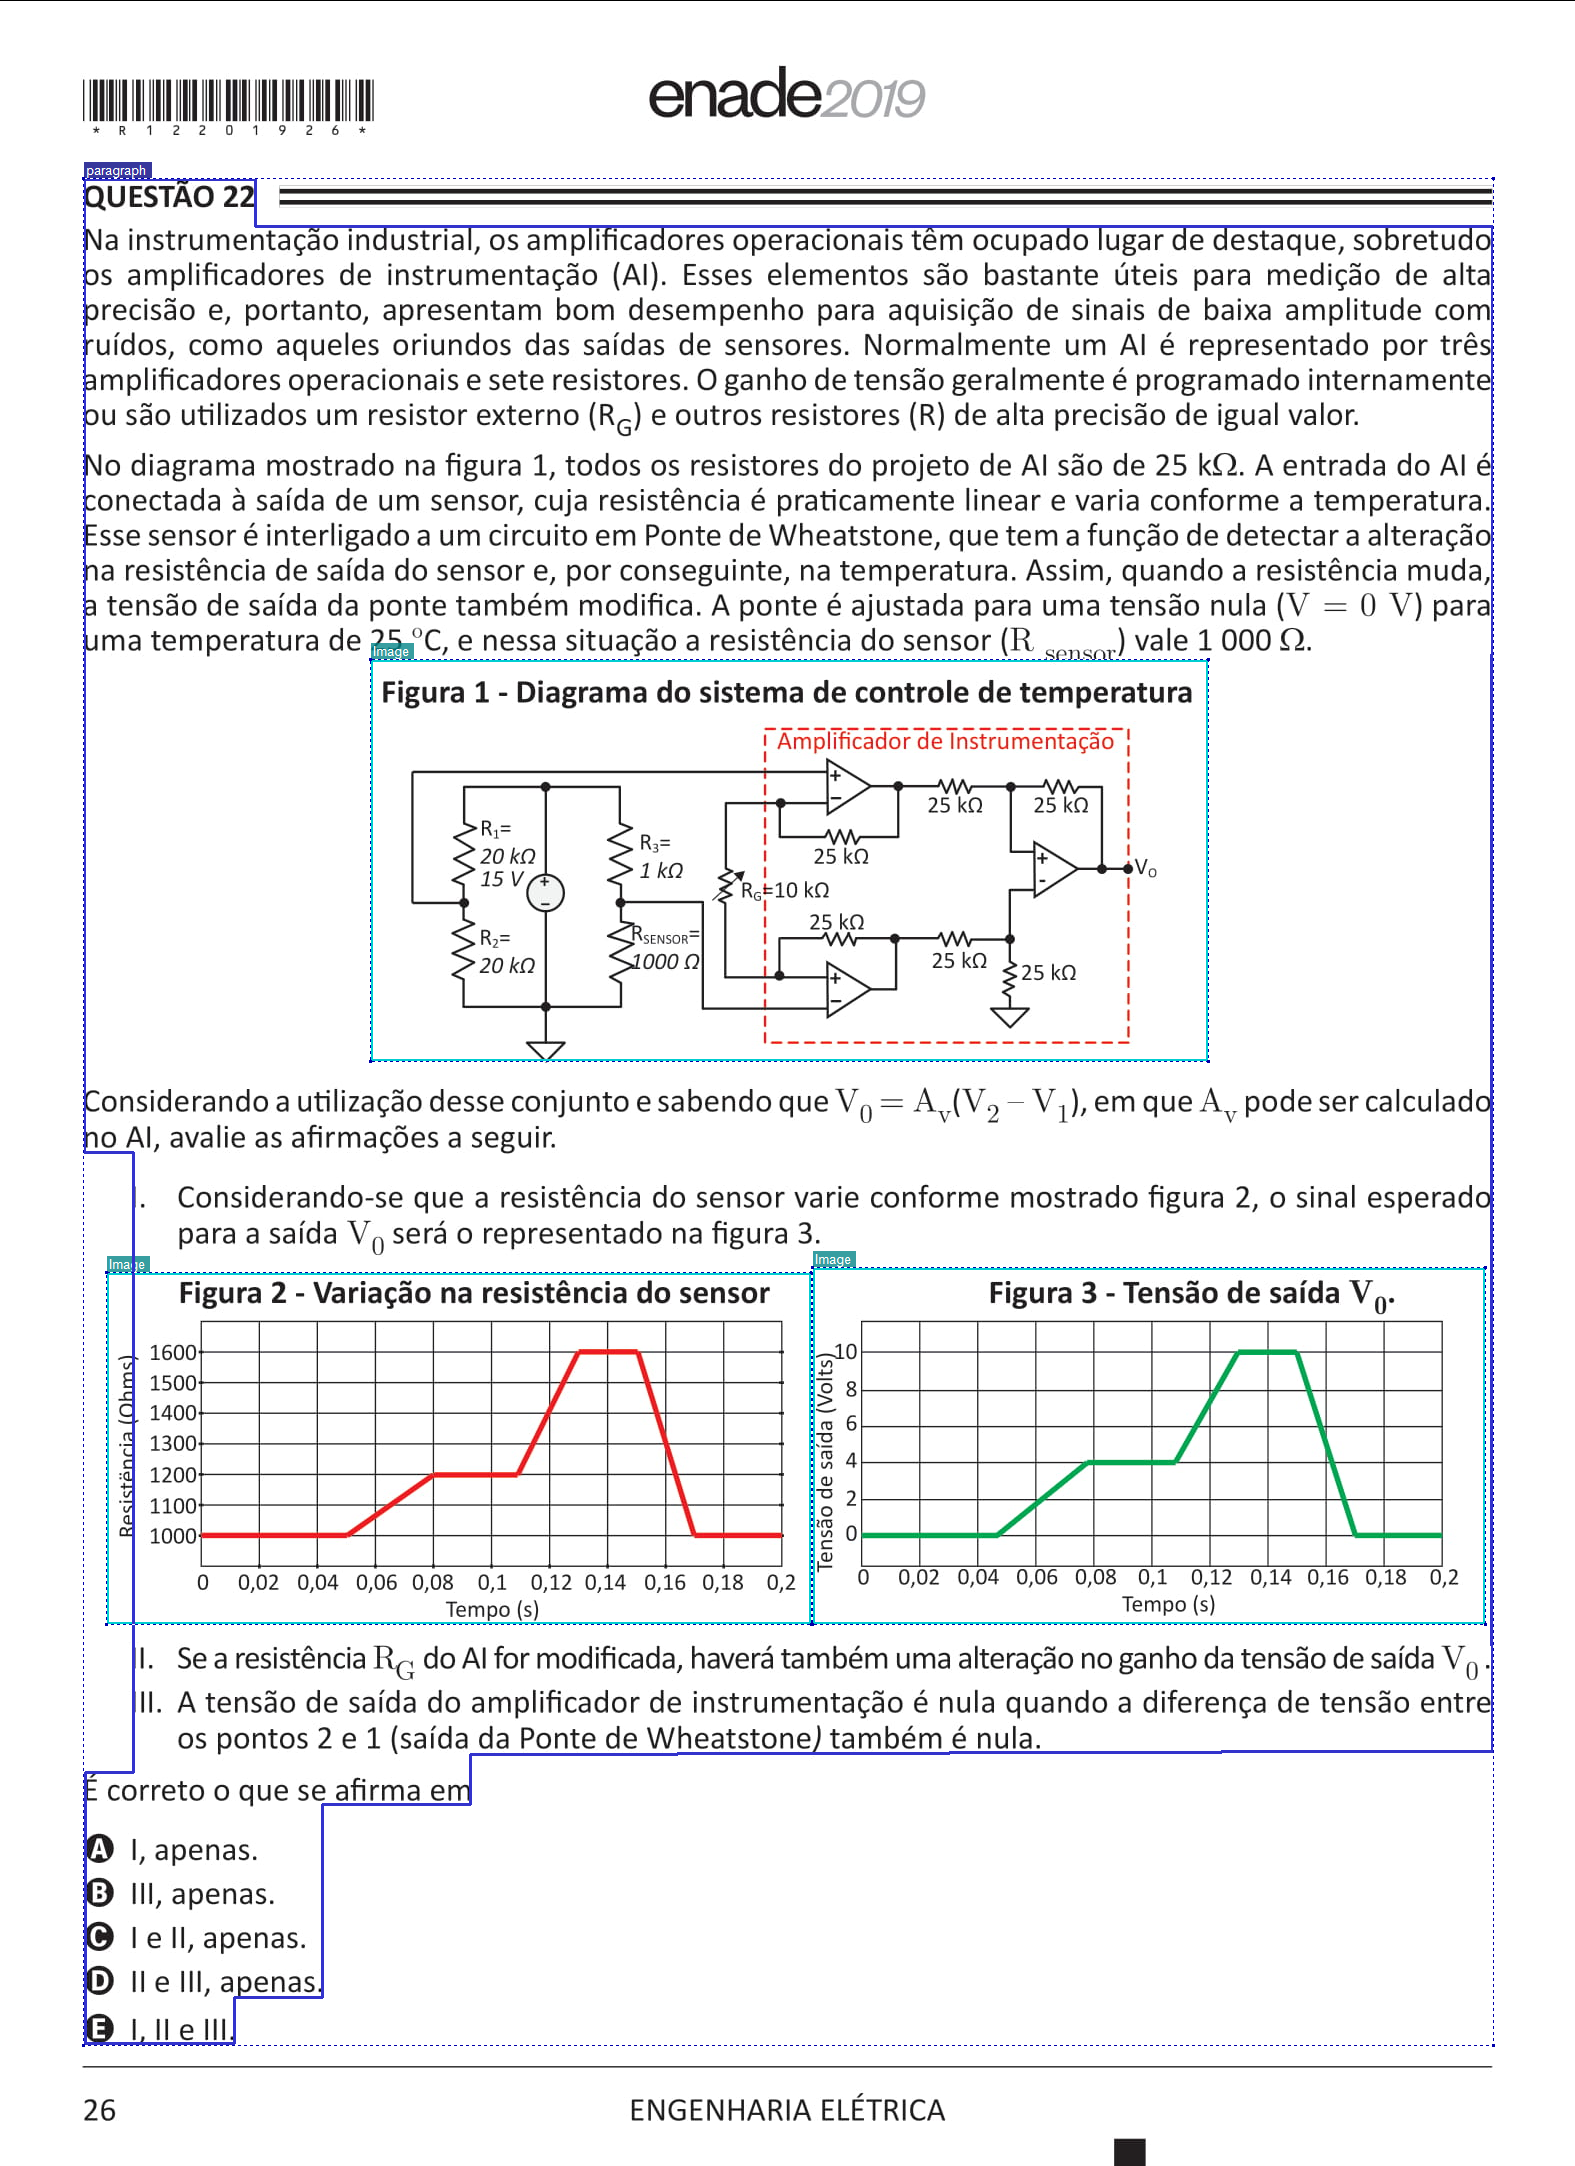 *R12201926*
enade2019
paragraph
QUESTÃO 22
Na instrumentação industrial, os amplificadores operacionais têm ocupado lugar de destaque, sobretudo
os amplificadores de instrumentação (AI). Esses elementos são bastante úteis para medição de alta
precisão e, portanto, apresentam bom desempenho para aquisição de sinais de baixa amplitude com
ruídos, como aqueles oriundos das saídas de sensores. Normalmente um AI é representado por três
amplificadores operacionais e sete resistores. O ganho de tensão geralmente é programado internamente
ou são utilizados um resistor externo (R_G) e outros resistores (R) de alta precisão de igual valor.
No diagrama mostrado na figura 1, todos os resistores do projeto de AI são de 25 kΩ. A entrada do AI é
conectada à saída de um sensor, cuja resistência é praticamente linear e varia conforme a temperatura.
Esse sensor é interligado a um circuito em Ponte de Wheatstone, que tem a função de detectar a alteração
na resistência de saída do sensor e, por conseguinte, na temperatura. Assim, quando a resistência muda,
a tensão de saída da ponte também modifica. A ponte é ajustada para uma tensão nula (V = 0 V) para
uma temperatura de 25 ºC, e nessa situação a resistência do sensor (R sensor) vale 1 000 Ω.
Image
Figura 1 - Diagrama do sistema de controle de temperatura
Amplificador de Instrumentação
+
−
25 kΩ
25 kΩ
25 kΩ
R₁=
20 kΩ
15 V
+
−
R₃=
1 kΩ
R_G=10 kΩ
+
-
V_O
R₂=
20 kΩ
R_SENSOR=
1000 Ω
25 kΩ
+
−
25 kΩ
25 kΩ
Considerando a utilização desse conjunto e sabendo que V₀ = A_v(V₂ – V₁), em que A_v pode ser calculado
no AI, avalie as afirmações a seguir.
I. Considerando-se que a resistência do sensor varie conforme mostrado figura 2, o sinal esperado
para a saída V₀ será o representado na figura 3.
Image
Figura 2 - Variação na resistência do sensor
Resistência (Ohms)
1600
1500
1400
1300
1200
1100
1000
0 0,02 0,04 0,06 0,08 0,1 0,12 0,14 0,16 0,18 0,2
Tempo (s)
Image
Figura 3 - Tensão de saída V₀.
Tensão de saída (Volts)
10
8
6
4
2
0
0 0,02 0,04 0,06 0,08 0,1 0,12 0,14 0,16 0,18 0,2
Tempo (s)
II. Se a resistência R_G do AI for modificada, haverá também uma alteração no ganho da tensão de saída V₀ .
III. A tensão de saída do amplificador de instrumentação é nula quando a diferença de tensão entre
os pontos 2 e 1 (saída da Ponte de Wheatstone) também é nula.
É correto o que se afirma em
A I, apenas.
B III, apenas.
C I e II, apenas.
D II e III, apenas.
E I, II e III.
26
ENGENHARIA ELÉTRICA